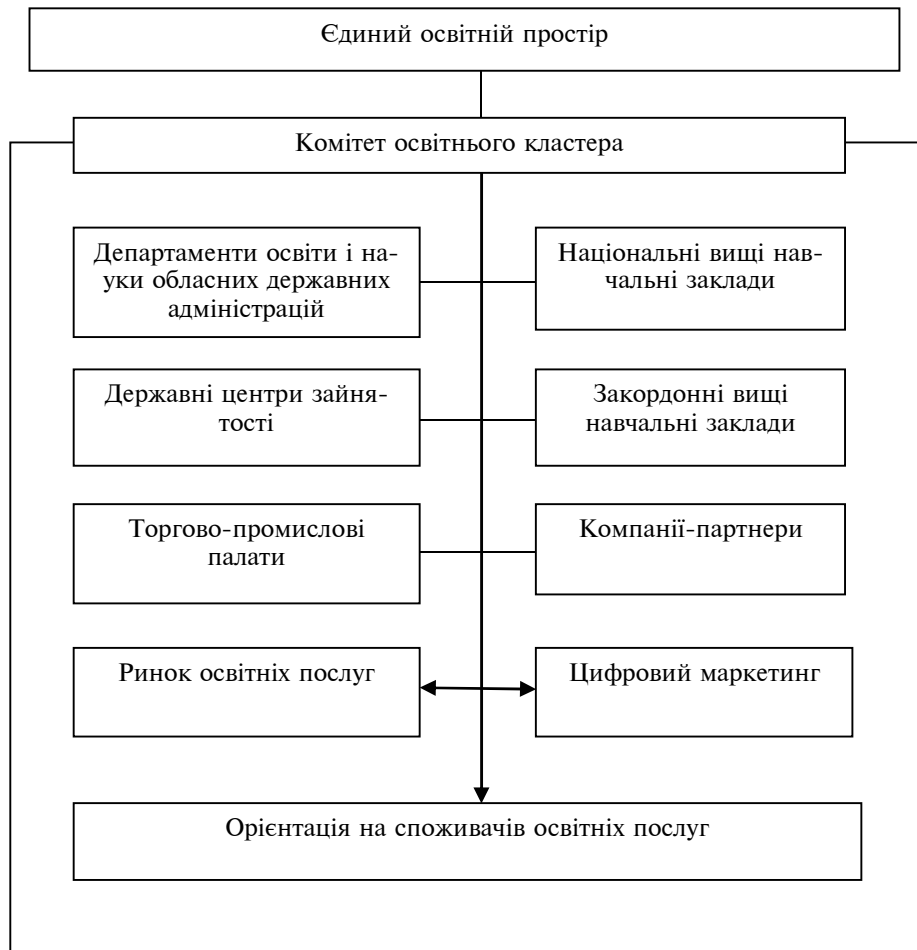 Єдиний освітній простір
Комітет освітнього кластера
Департаменти освіти і на-
уки обласних державних
адміністрацій
Національні вищі нав-
чальні заклади
Державні центри зайня-
тості
Закордонні вищі
навчальні заклади
Торгово-промислові
палати
Компанії-партнери
Ринок освітніх послуг
Цифровий маркетинг
Орієнтація на споживачів освітніх послуг